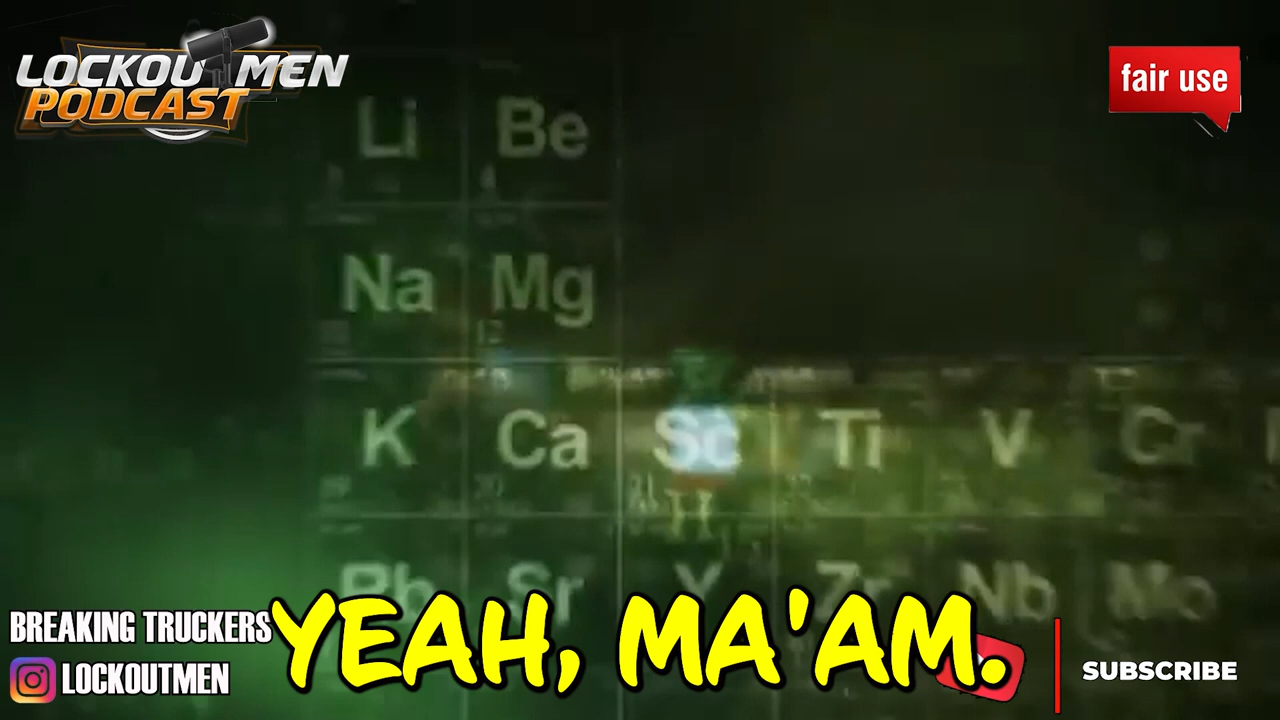 LOCKOUTMEN
PODCAST
fair use
Li Be
Na Mg
K Ca Sc Ti V Cr
Rb Sr Y Zr Nb Mo
YEAH, MA'AM.
BREAKING TRUCKERS
LOCKOUTMEN
SUBSCRIBE